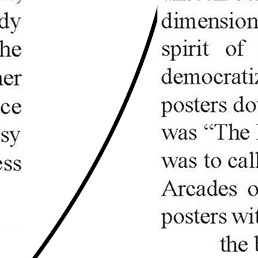 dy
he
her
ce
sy
ess
dimension
spirit of
democratiz
posters do
was “The
was to call
Arcades o
posters wit
the b